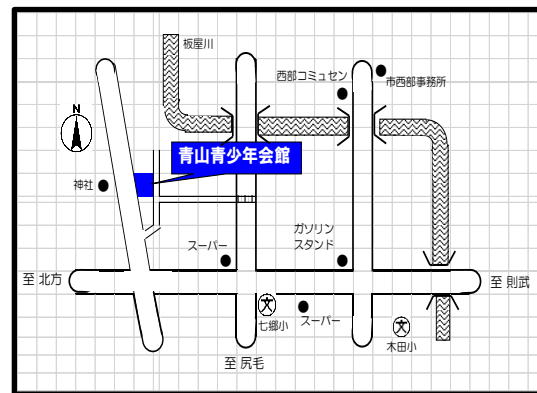 板屋川
西部コミュセン
市西部事務所
N
青山青少年会館
神社
ガソリン
スタンド
スーパー
至 北方
至 則武
文
七郷小
スーパー
文
木田小
至 尻毛